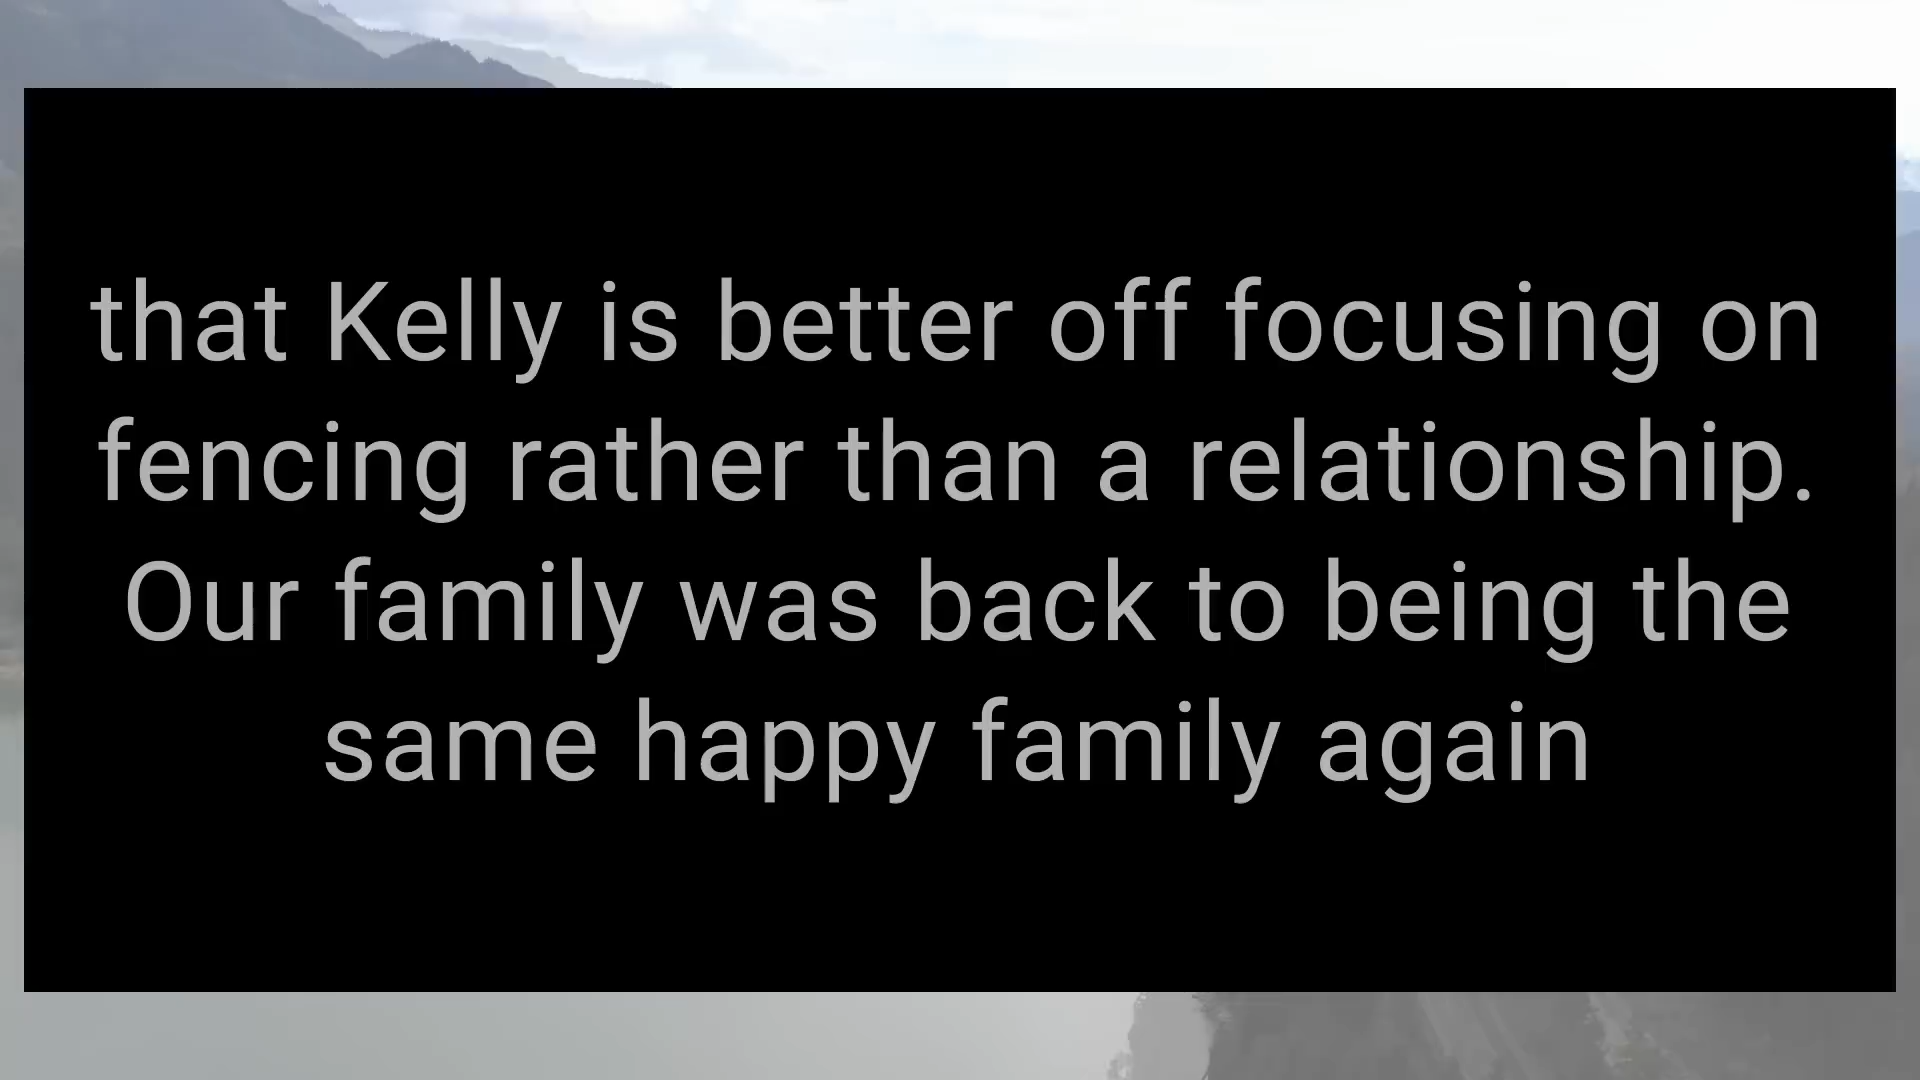 that Kelly is better off focusing on
fencing rather than a relationship.
Our family was back to being the
same happy family again